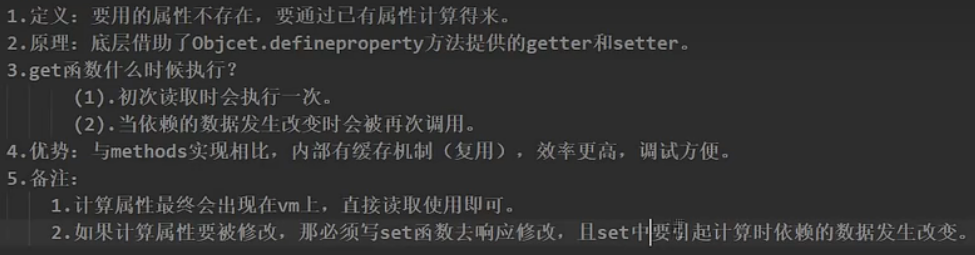 1.定义：要用的属性不存在，要通过已有属性计算得来。
2.原理：底层借助了Objcet.defineproperty方法提供的getter和setter。
3.get函数什么时候执行？
(1).初次读取时会执行一次。
(2).当依赖的数据发生改变时会被再次调用。
4.优势：与methods实现相比，内部有缓存机制（复用），效率更高，调试方便。
5.备注：
1.计算属性最终会出现在vm上，直接读取使用即可。
2.如果计算属性要被修改，那必须写set函数去响应修改，且set中要引起计算时依赖的数据发生改变。